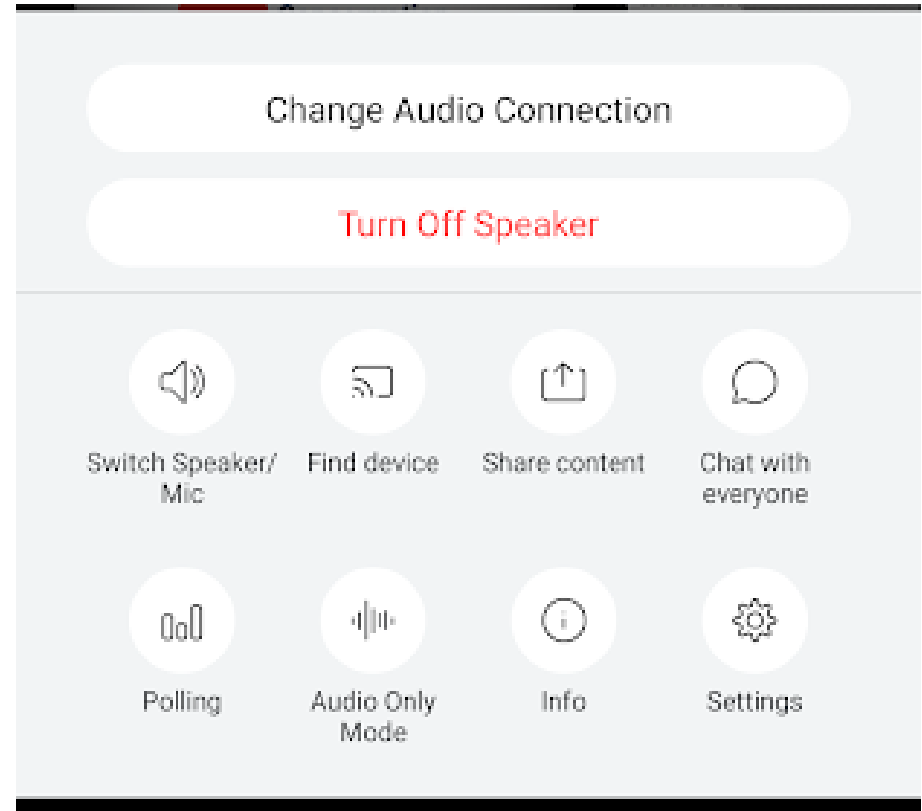 Change Audio Connection
Turn Off Speaker
Switch Speaker/
Mic
Find device
Share content
Chat with
everyone
Polling
Audio Only
Mode
Info
Settings